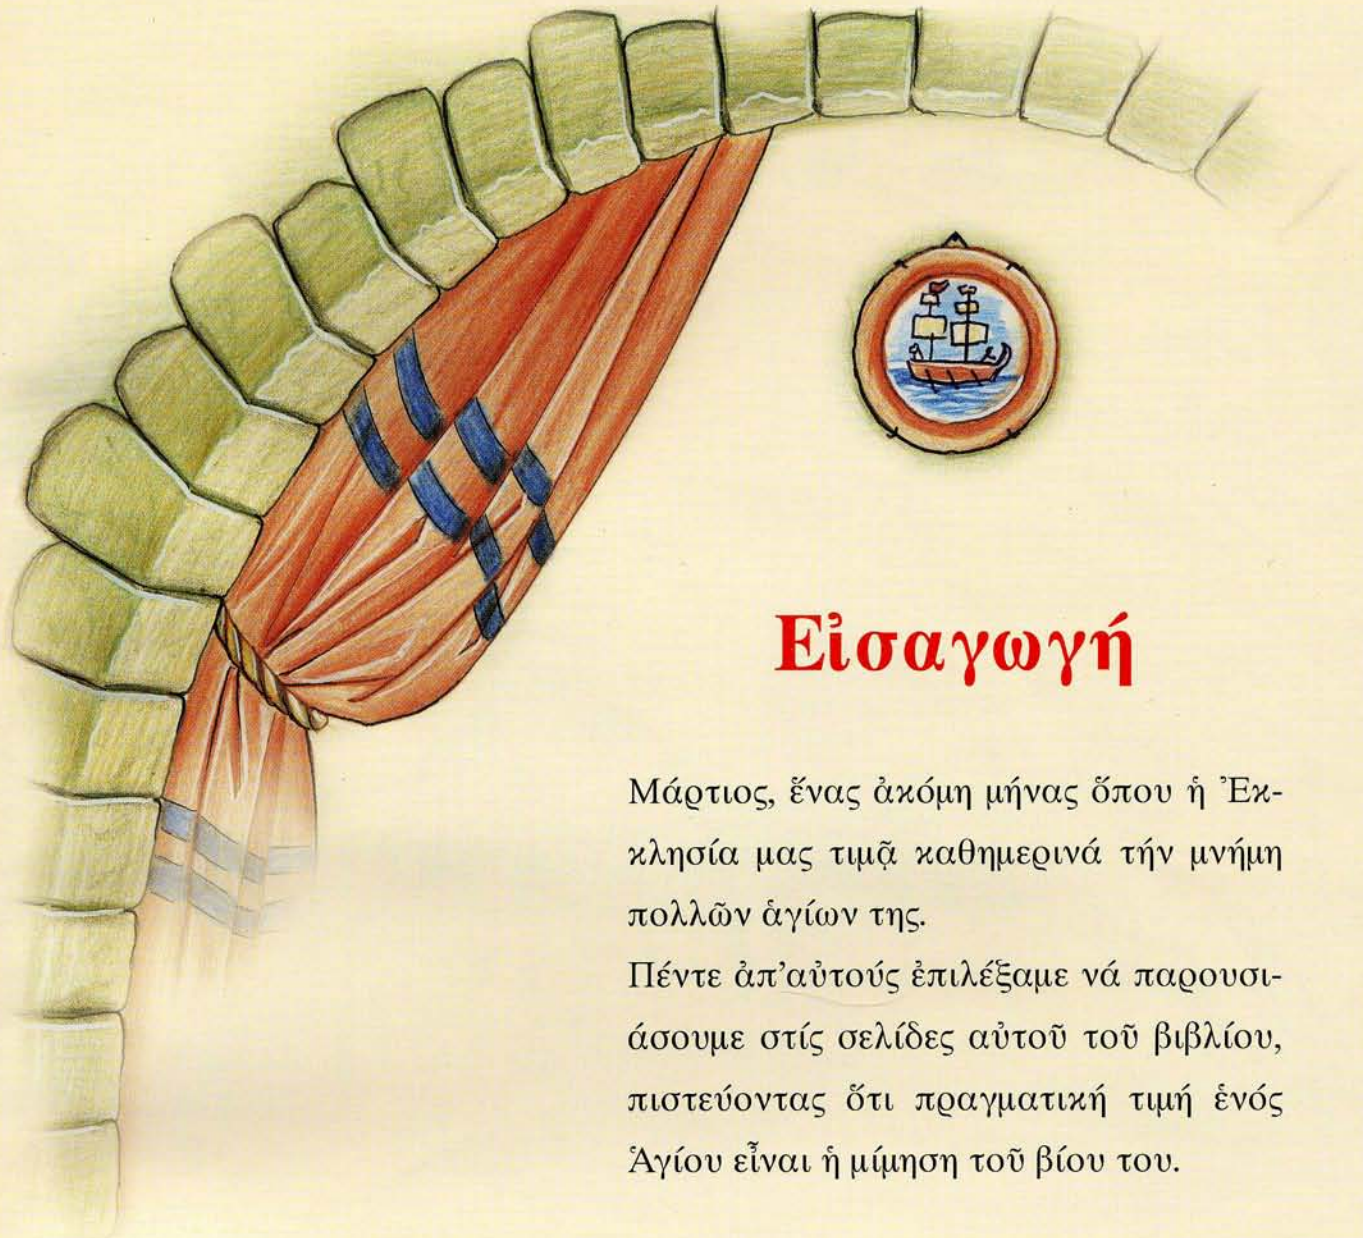 Εἰσαγωγή
Μάρτιος, ἕνας ἀκόμη μήνας ὅπου ἡ Ἐκ-
κλησία μας τιμᾷ καθημερινά τήν μνήμη
πολλῶν ἁγίων της.
Πέντε ἀπ'αὐτούς ἐπιλέξαμε νά παρουσι-
άσουμε στίς σελίδες αὐτοῦ τοῦ βιβλίου,
πιστεύοντας ὅτι πραγματική τιμή ἑνός
Ἁγίου εἶναι ἡ μίμηση τοῦ βίου του.